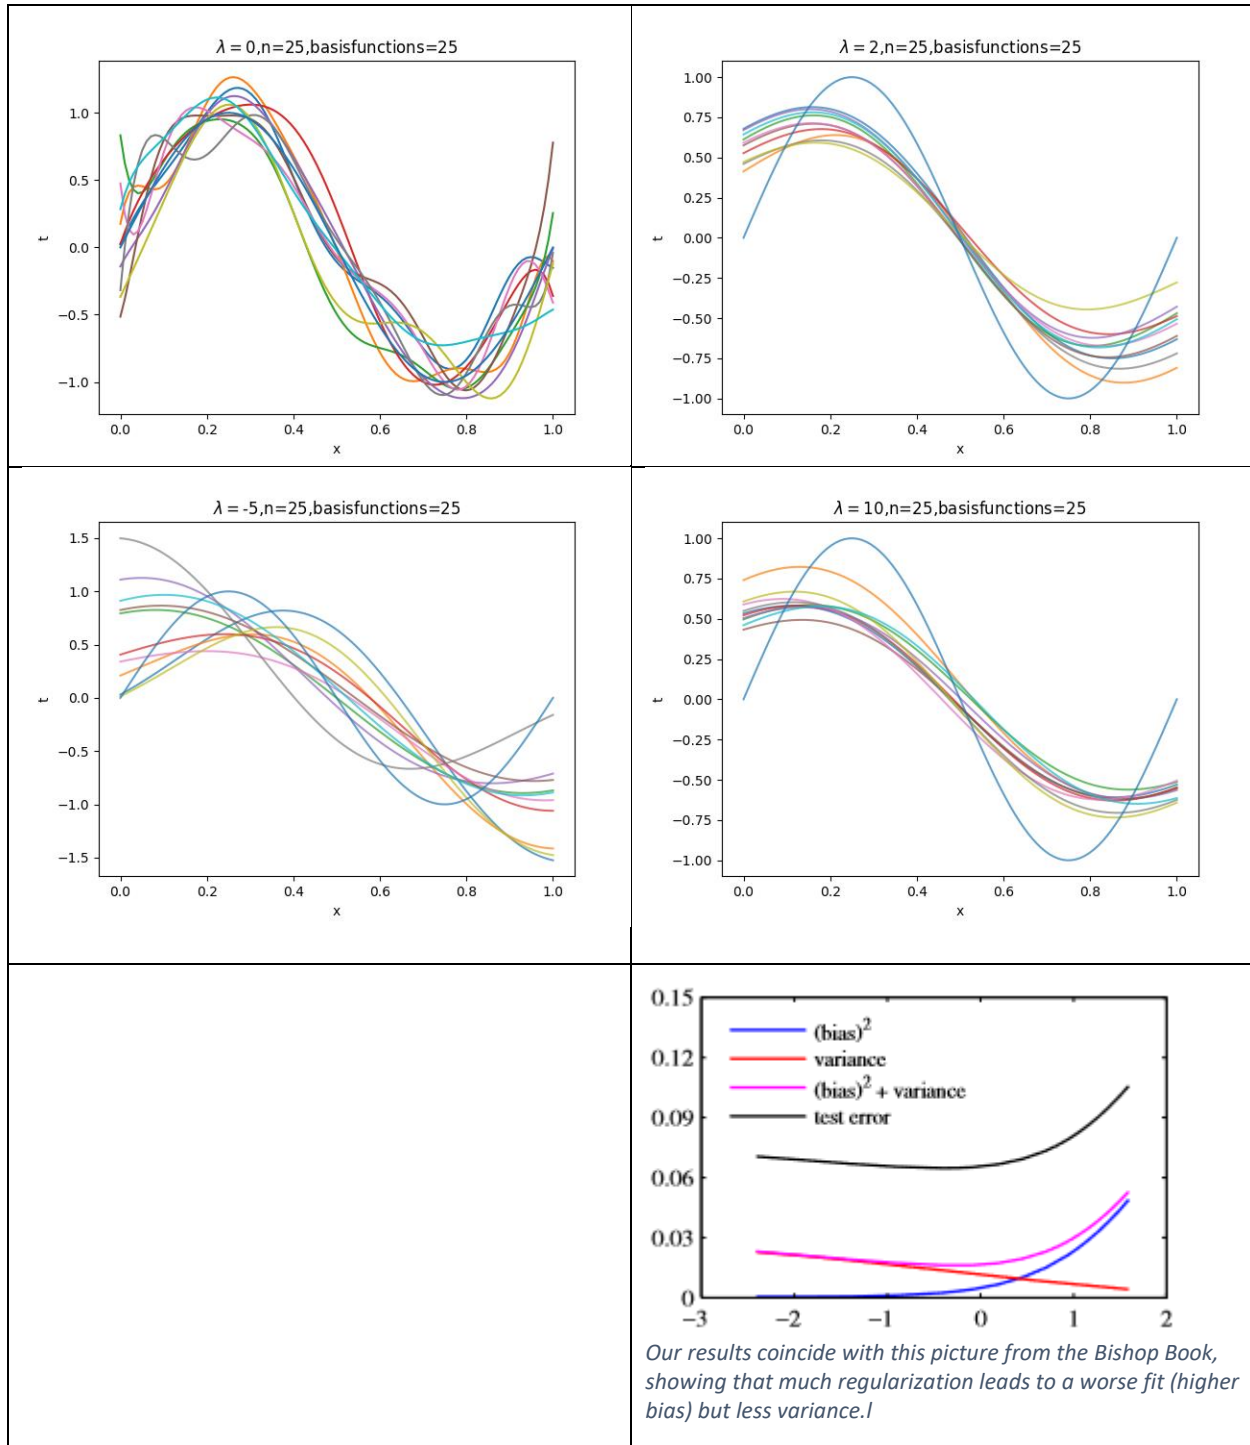 λ = 0,n=25,basisfunctions=25
1.0
0.5
0.0
−0.5
−1.0
t
0.0 0.2 0.4 0.6 0.8 1.0
x
λ = 2,n=25,basisfunctions=25
1.00
0.75
0.50
0.25
0.00
−0.25
−0.50
−0.75
−1.00
t
0.0 0.2 0.4 0.6 0.8 1.0
x
λ = -5,n=25,basisfunctions=25
1.5
1.0
0.5
0.0
−0.5
−1.0
−1.5
t
0.0 0.2 0.4 0.6 0.8 1.0
x
λ = 10,n=25,basisfunctions=25
1.00
0.75
0.50
0.25
0.00
−0.25
−0.50
−0.75
−1.00
t
0.0 0.2 0.4 0.6 0.8 1.0
x
0.15
0.12
0.09
0.06
0.03
0
(bias)²
variance
(bias)² + variance
test error
−3 −2 −1 0 1 2
Our results coincide with this picture from the Bishop Book,
showing that much regularization leads to a worse fit (higher
bias) but less variance.l